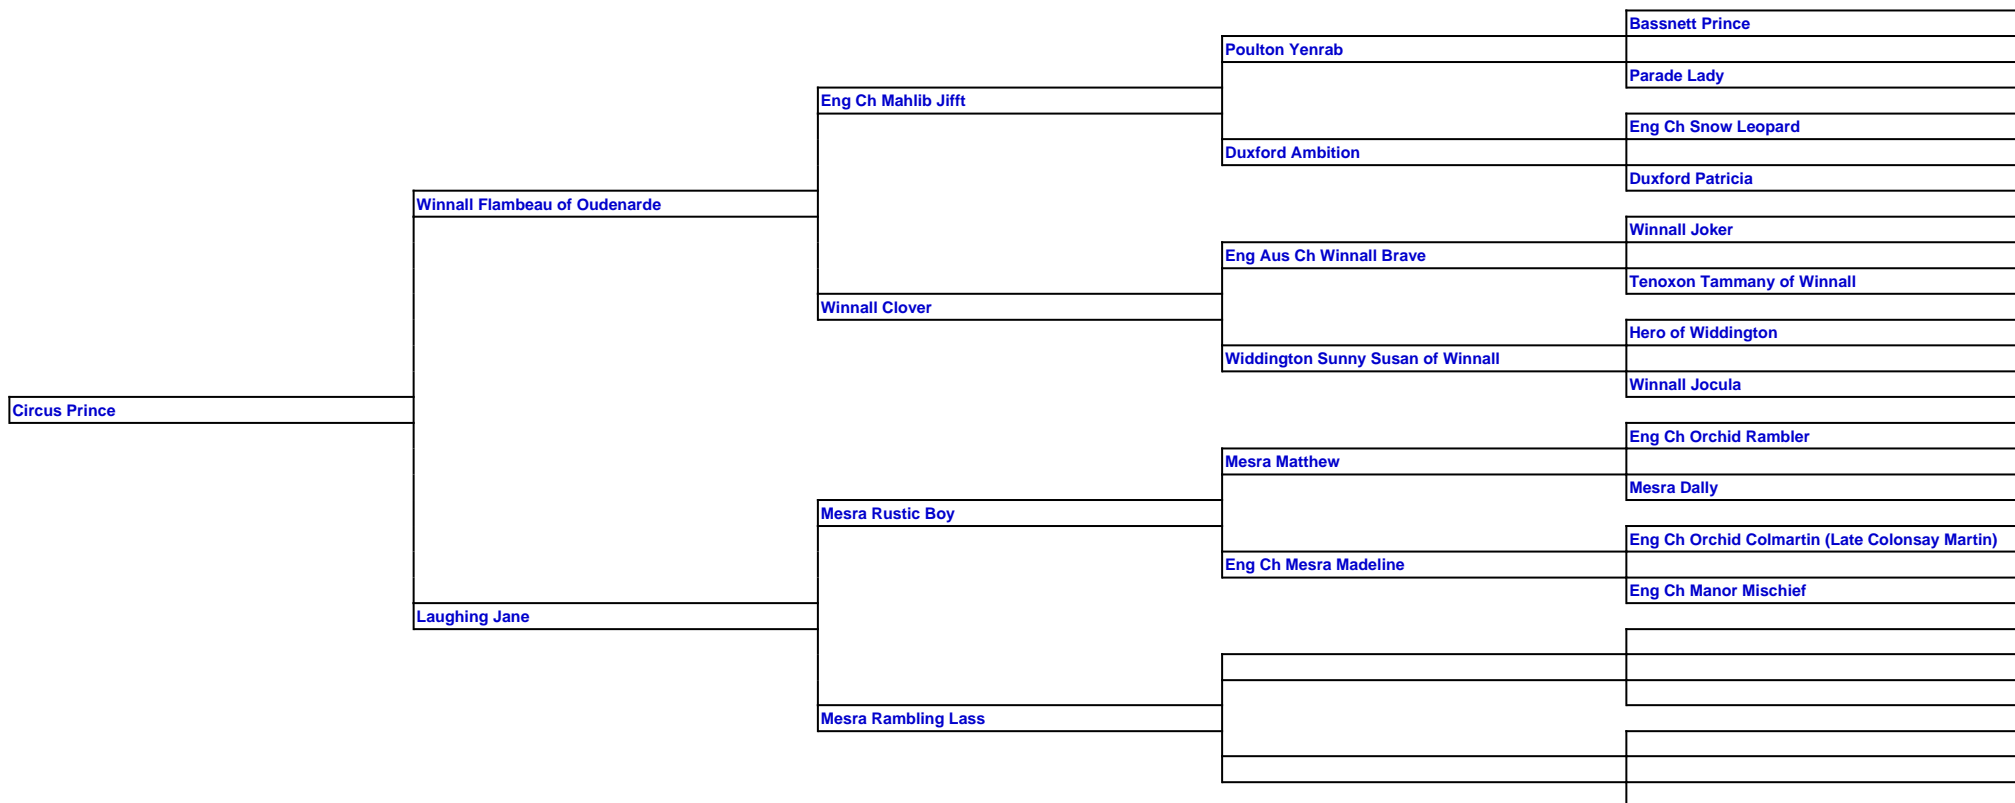 Bassnett Prince
Poulton Yenrab
Parade Lady
Eng Ch Mahlib Jifft
Eng Ch Snow Leopard
Duxford Ambition
Duxford Patricia
Winnall Flambeau of Oudenarde
Winnall Joker
Eng Aus Ch Winnall Brave
Tenoxon Tammany of Winnall
Winnall Clover
Hero of Widdington
Widdington Sunny Susan of Winnall
Winnall Jocula
Circus Prince
Eng Ch Orchid Rambler
Mesra Matthew
Mesra Dally
Mesra Rustic Boy
Eng Ch Orchid Colmartin (Late Colonsay Martin)
Eng Ch Mesra Madeline
Eng Ch Manor Mischief
Laughing Jane
Mesra Rambling Lass